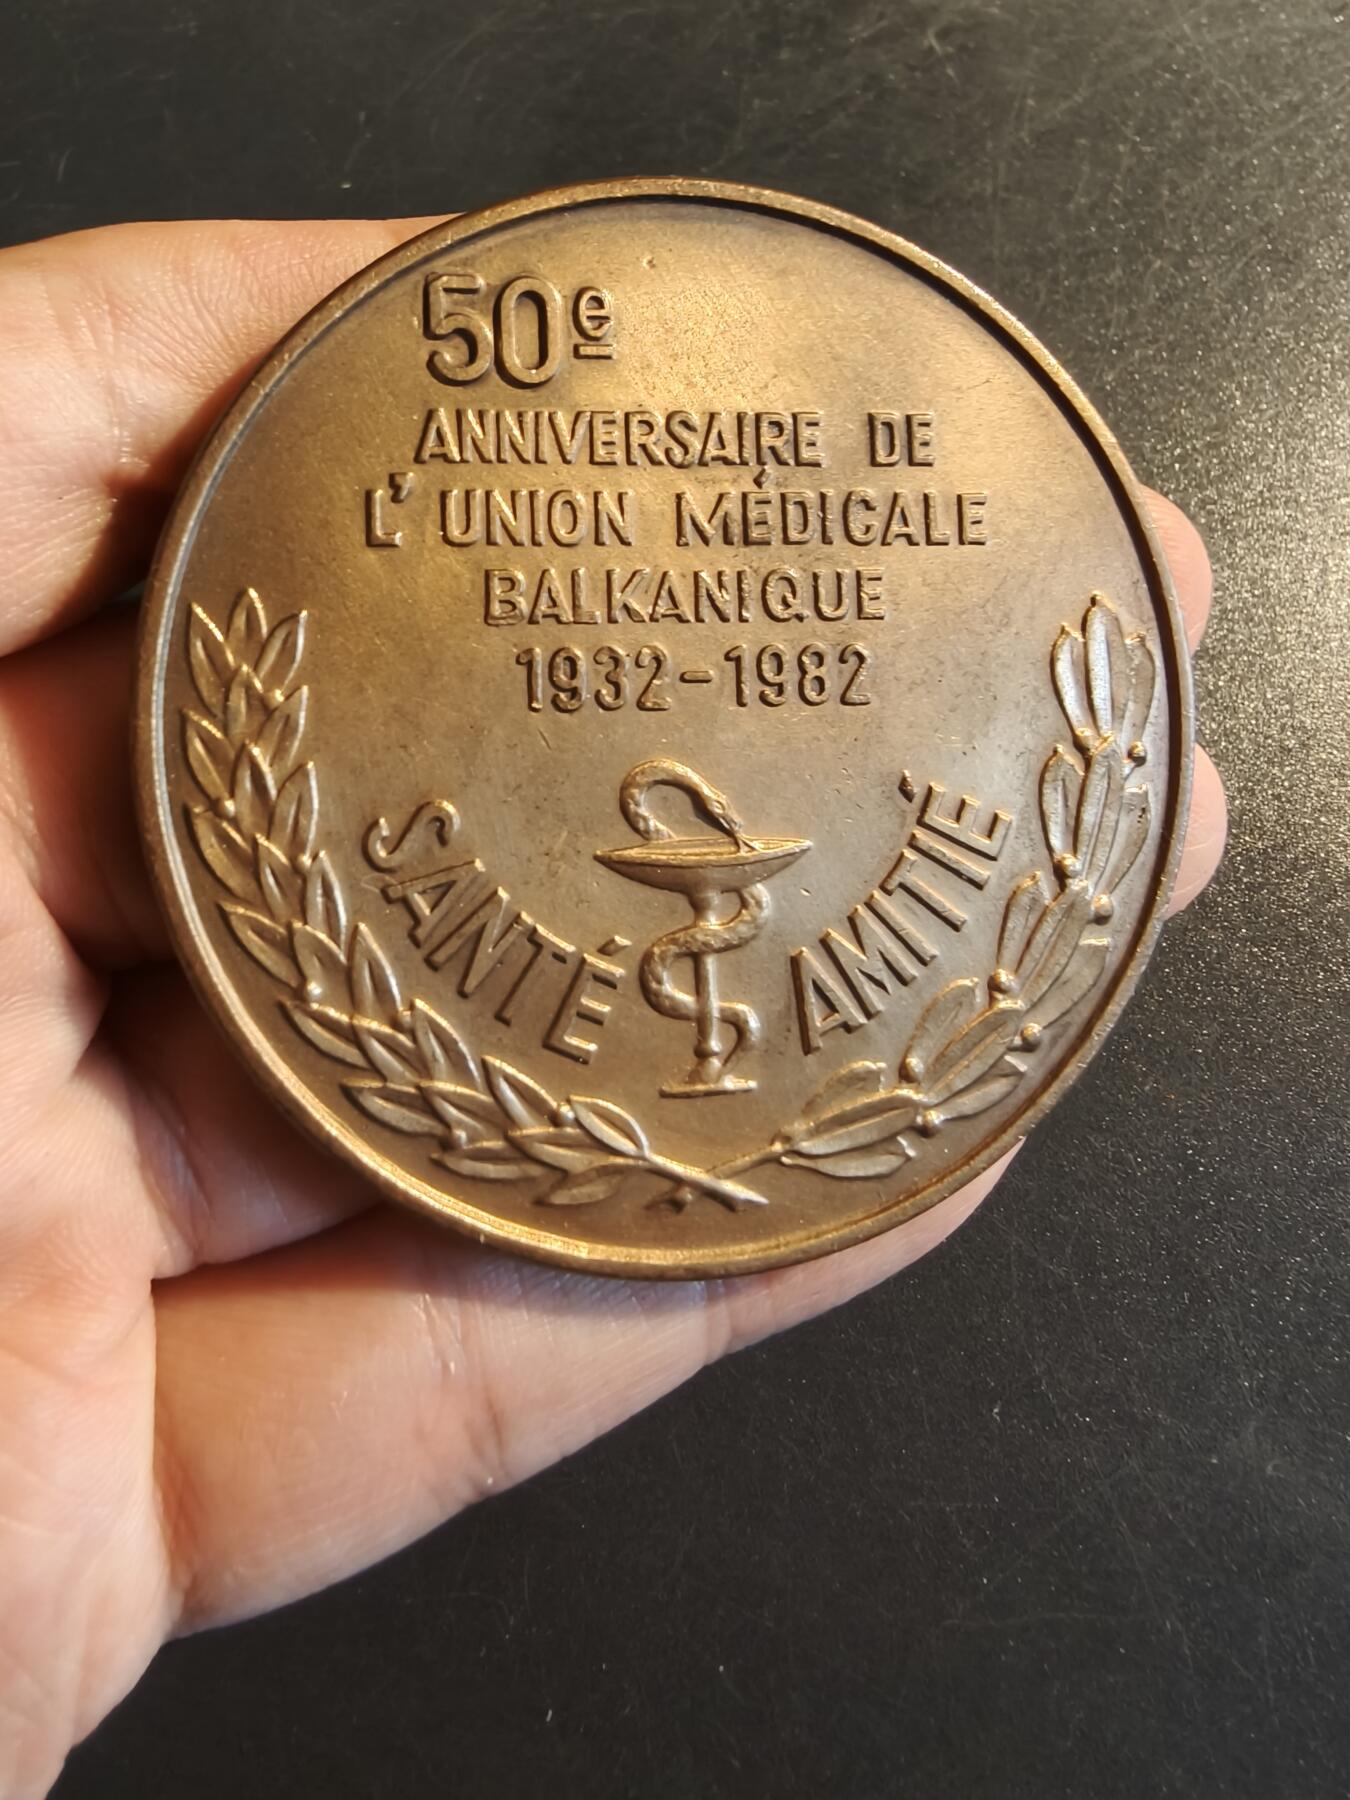 50e
ANNIVERSAIRE DE
L' UNION MÉDICALE
BALKANIQUE
1932-1982
SANTÉ AMITIÉ